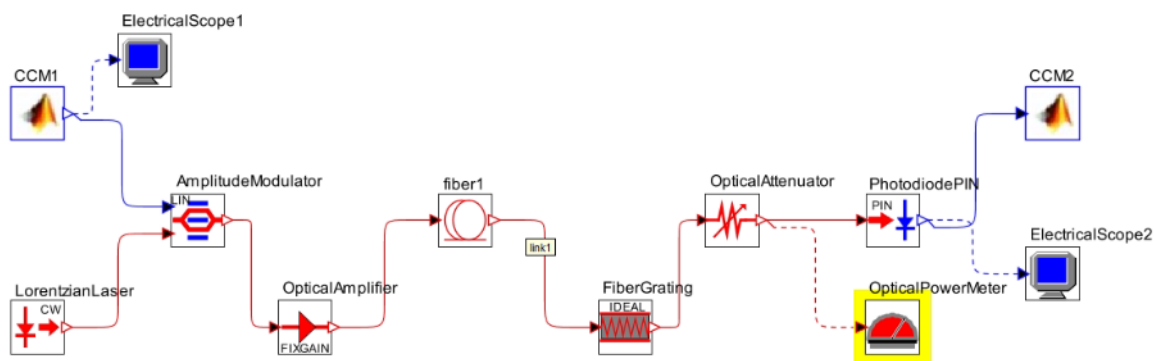 ElectricalScope1
CCM1
CCM2
AmplitudeModulator
LIN
fiber1
OpticalAttenuator
PhotodiodePIN
PIN
link1
ElectricalScope2
LorentzianLaser
CW
OpticalAmplifier
FIXGAIN
FiberGrating
IDEAL
OpticalPowerMeter